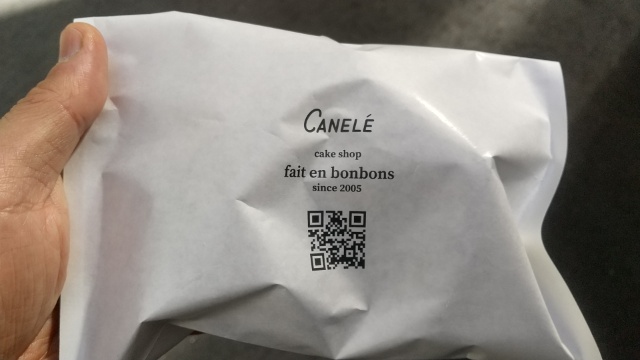 CANELÉ
cake shop
fait en bonbons
since 2005